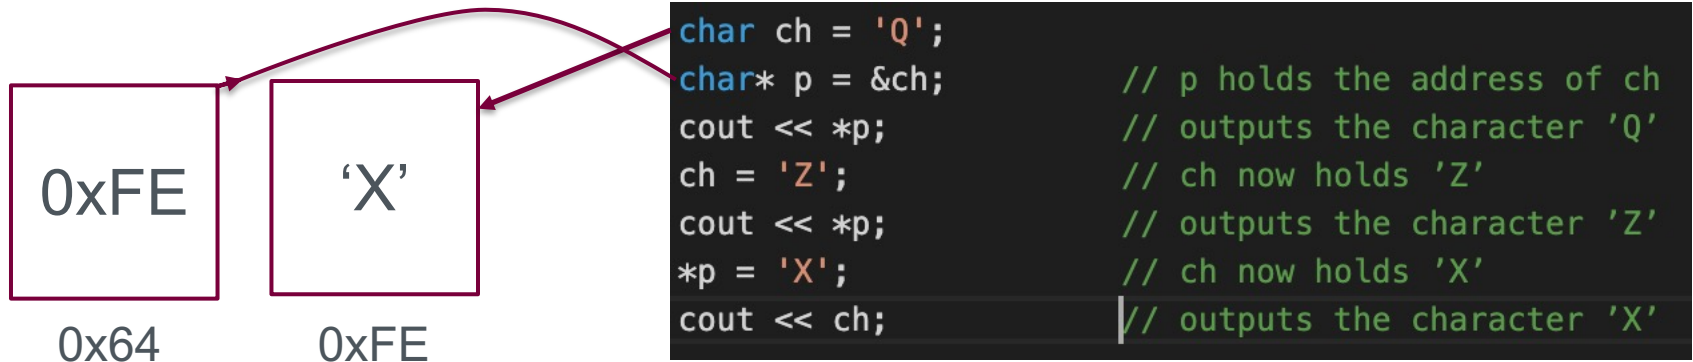 0xFE
‘X’
0x64
0xFE
char ch = 'Q';
char* p = &ch; // p holds the address of ch
cout << *p; // outputs the character ’Q’
ch = 'Z'; // ch now holds ’Z’
cout << *p; // outputs the character ’Z’
*p = 'X'; // ch now holds ’X’
cout << ch; // outputs the character ’X’